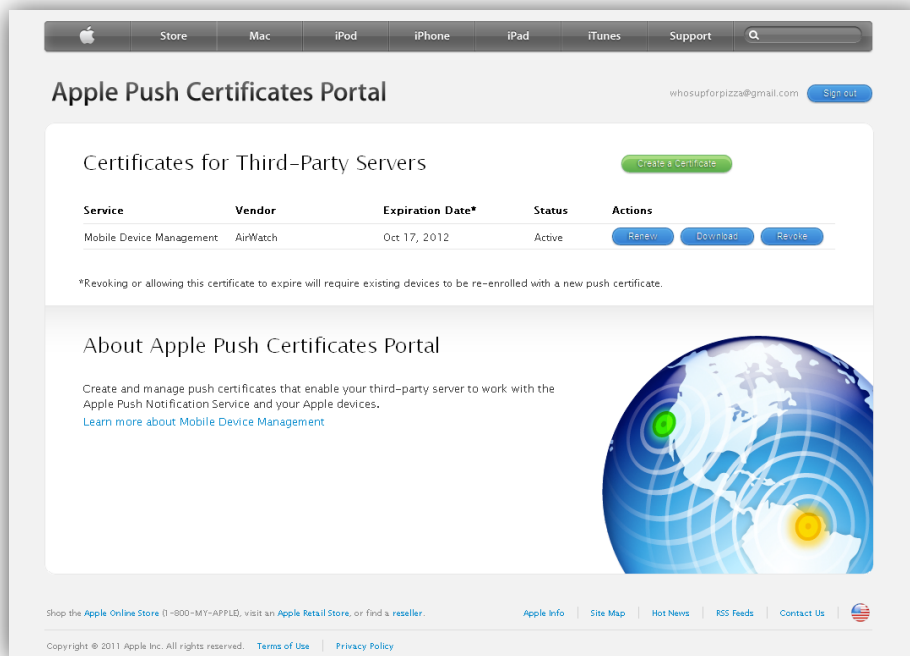 Store Mac iPod iPhone iPad iTunes Support
Apple Push Certificates Portal
whosupforpizza@gmail.com Sign out
Certificates for Third-Party Servers
Create a Certificate
Service Vendor Expiration Date* Status Actions
Mobile Device Management AirWatch Oct 17, 2012 Active Renew Download Revoke
*Revoking or allowing this certificate to expire will require existing devices to be re-enrolled with a new push certificate.
About Apple Push Certificates Portal
Create and manage push certificates that enable your third-party server to work with the
Apple Push Notification Service and your Apple devices.
Learn more about Mobile Device Management
Shop the Apple Online Store (1-800-MY-APPLE), visit an Apple Retail Store, or find a reseller.
Apple Info Site Map Hot News RSS Feeds Contact Us
Copyright © 2011 Apple Inc. All rights reserved. Terms of Use Privacy Policy